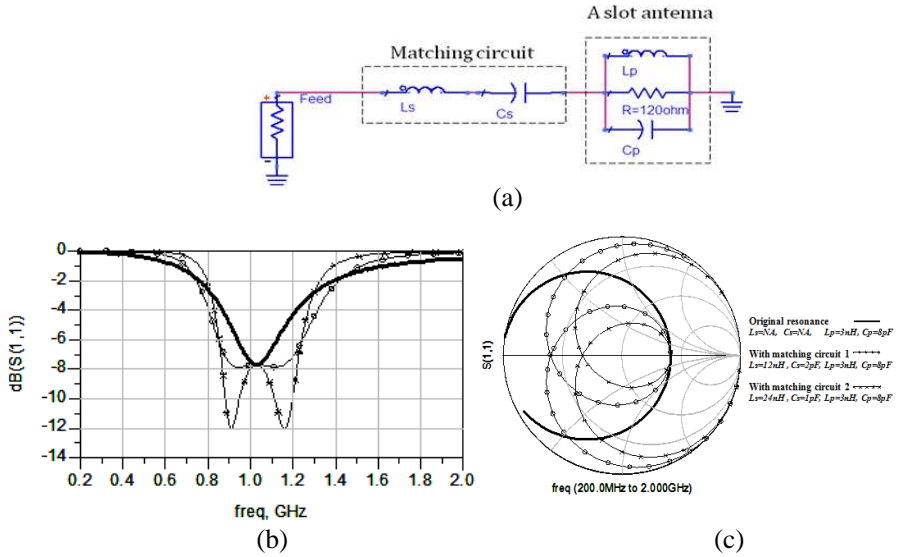 A slot antenna
Matching circuit
Feed
Ls
Cs
Lp
R=120ohm
Cp
+
-
(a)
dB(S(1,1))
0
-2
-4
-6
-8
-10
-12
-14
0.2 0.4 0.6 0.8 1.0 1.2 1.4 1.6 1.8 2.0
freq, GHz
(b)
S(1,1)
freq (200.0MHz to 2.000GHz)
Original resonance
Ls=NA, Cs=NA, Lp=3nH, Cp=8pF
With matching circuit 1
Ls=12nH, Cs=2pF, Lp=3nH, Cp=8pF
With matching circuit 2
Ls=24nH, Cs=1pF, Lp=3nH, Cp=8pF
(c)